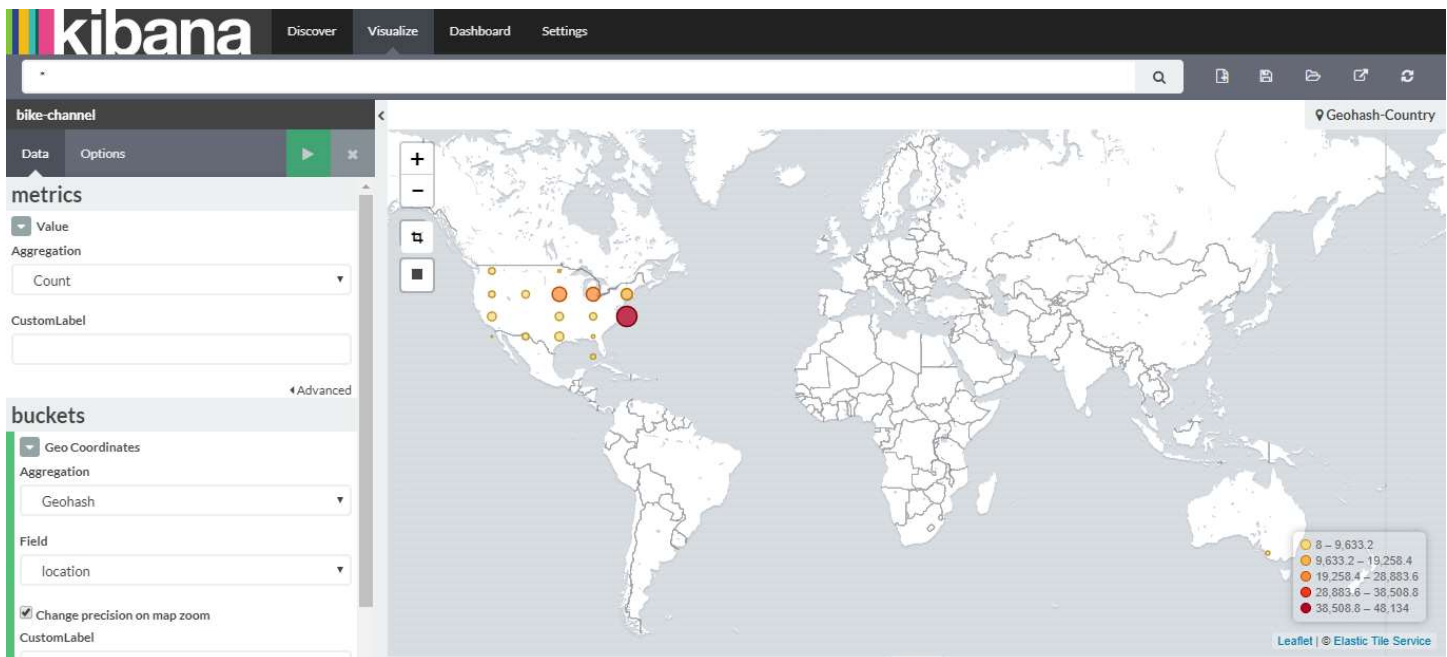 kibana Discover Visualize Dashboard Settings
*
bike-channel
Geohash-Country
Data Options
+
−
metrics
Value
Aggregation
Count
CustomLabel
Advanced
buckets
Geo Coordinates
Aggregation
Geohash
Field
location
Change precision on map zoom
CustomLabel
8 – 9,633.2
9,633.2 – 19,258.4
19,258.4 – 28,883.6
28,883.6 – 38,508.8
38,508.8 – 48,134
Leaflet | © Elastic Tile Service